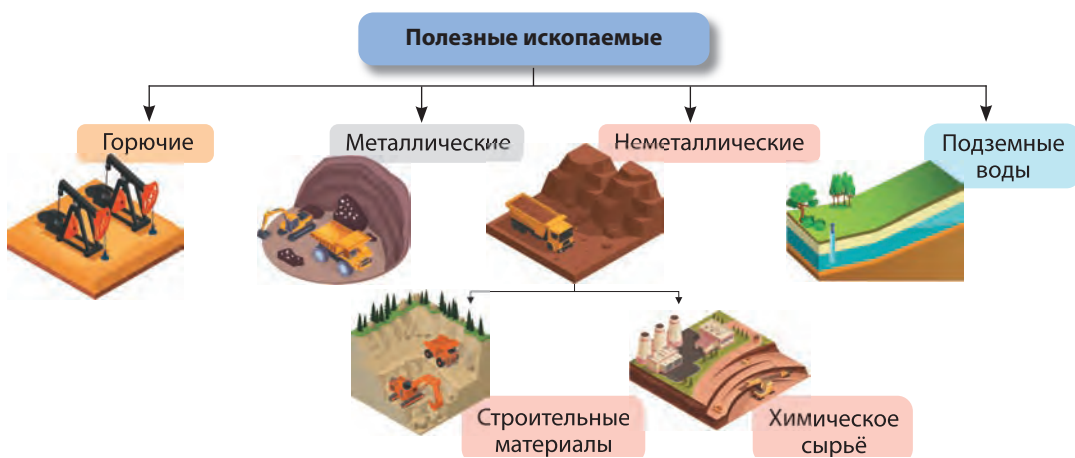 Полезные ископаемые
Горючие
Металлические
Неметаллические
Подземные
воды
Строительные
материалы
Химическое
сырьё